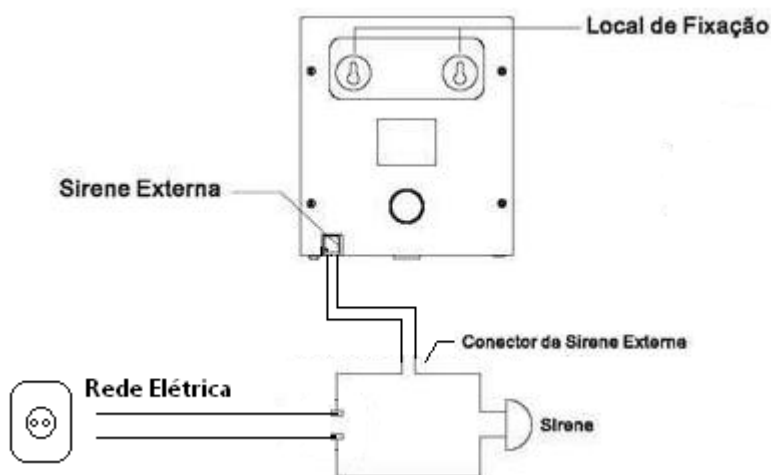 Local de Fixação
Sirene Externa
Conector da Sirene Externa
Rede Elétrica
Sirene